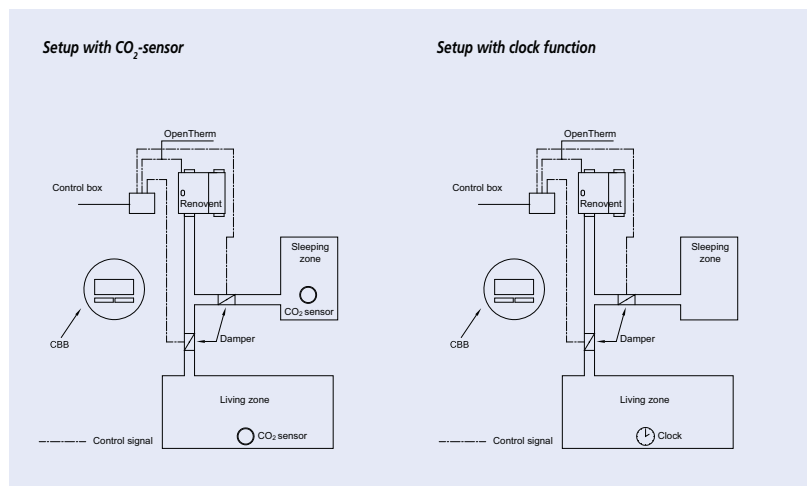 Setup with CO₂-sensor
OpenTherm
Control box
0
Renovent
Sleeping
zone
CO₂ sensor
CBB
Damper
Living zone
CO₂ sensor
Control signal
Setup with clock function
OpenTherm
Control box
0
Renovent
Sleeping
zone
CBB
Damper
Living zone
Clock
Control signal